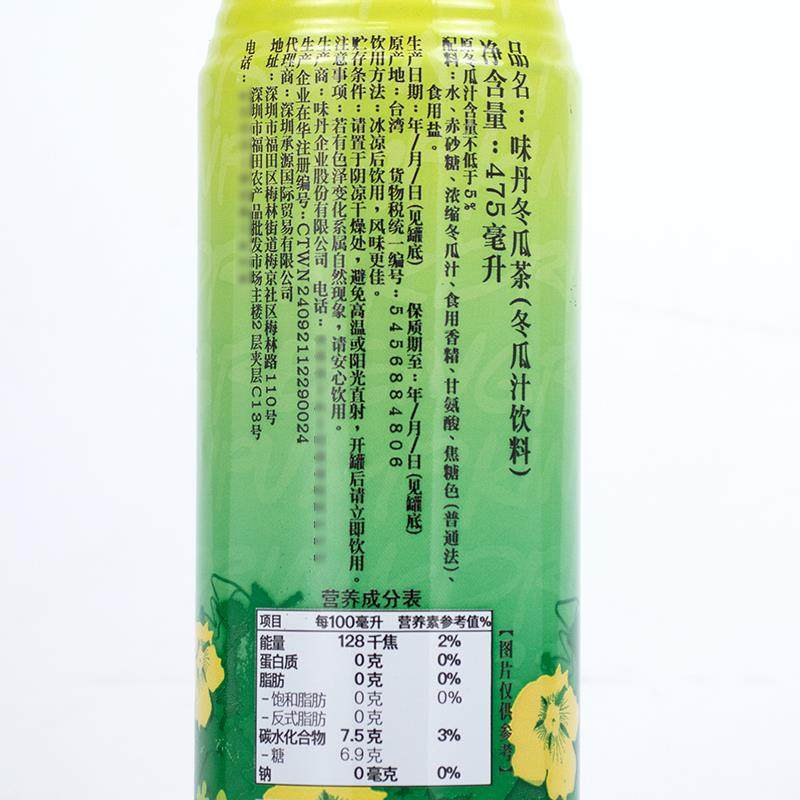 品名：味丹冬瓜茶(冬瓜汁饮料)
净含量：475毫升
原冬瓜汁含量不低于5%
配料：水、赤砂糖、浓缩冬瓜汁、食用香精、甘氨酸、焦糖色(普通法)、
食用盐。
生产日期：年/月/日(见罐底) 保质期至：年/月/日(见罐底)
原产地：台湾 货物税统一编号：5456884806
饮用方法：冰凉后饮用，风味更佳。
贮存条件：请置于阴凉干燥处，避免高温或阳光直射，开罐后请立即饮用。
注意事项：若有色泽变化系属自然现象，请安心饮用。
生产商：味丹企业股份有限公司 电话：
生产企业在华注册编号：CTWN24092112290024
代理商：深圳承源国际贸易有限公司
地址：深圳市福田区梅林街道梅京社区梅林路110号
深圳市福田农产品批发市场主楼2层夹层C13号
电话：
营养成分表
项目 每100毫升 营养素参考值%
能量 128千焦 2%
蛋白质 0克 0%
脂肪 0克 0%
-饱和脂肪 0克 0%
-反式脂肪 0克
碳水化合物 7.5克 3%
-糖 6.9克
钠 0毫克 0%
【图片仅供参考】